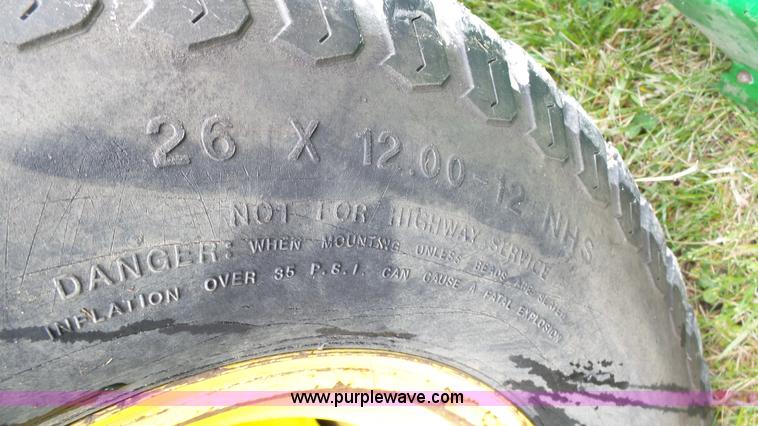 26 X 12.00-12 NHS
NOT FOR HIGHWAY SERVICE
DANGER: WHEN MOUNTING, UNLESS BEADS ARE SEATED,
INFLATION OVER 35 P.S.I. CAN CAUSE A FATAL EXPLOSION
www.purplewave.com